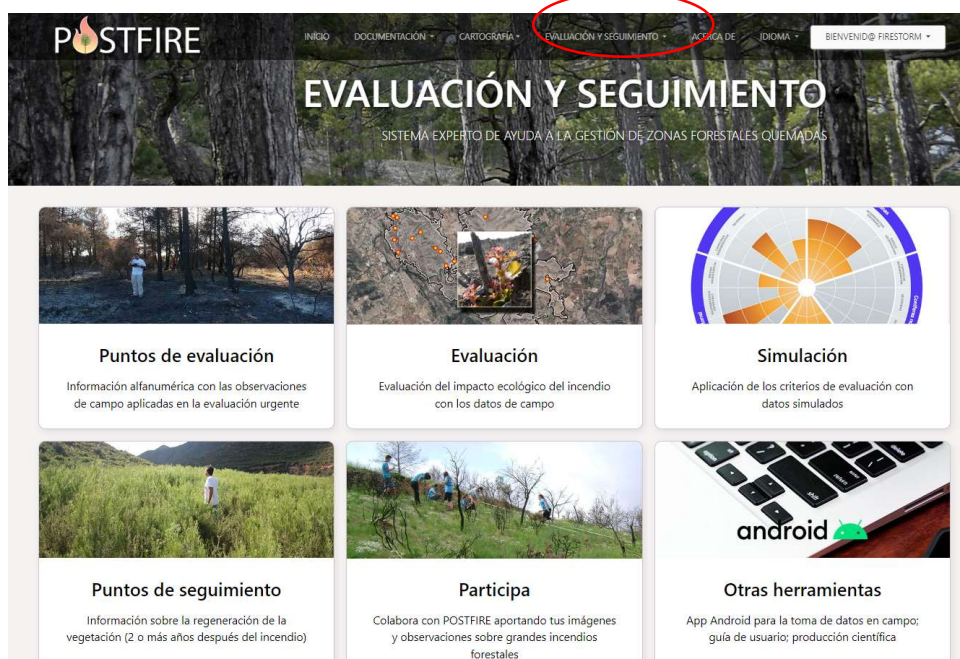 POSTFIRE
INICIO DOCUMENTACIÓN CARTOGRAFÍA EVALUACIÓN Y SEGUIMIENTO ACERCA DE IDIOMA BIENVENID@ FIRESTORM
EVALUACIÓN Y SEGUIMIENTO
SISTEMA EXPERTO DE AYUDA A LA GESTIÓN DE ZONAS FORESTALES QUEMADAS
Puntos de evaluación
Información alfanumérica con las observaciones
de campo aplicadas en la evaluación urgente
Evaluación
Evaluación del impacto ecológico del incendio
con los datos de campo
Simulación
Aplicación de los criterios de evaluación con
datos simulados
Puntos de seguimiento
Información sobre la regeneración de la
vegetación (2 o más años después del incendio)
Participa
Colabora con POSTFIRE aportando tus imágenes
y observaciones sobre grandes incendios
forestales
android
Otras herramientas
App Android para la toma de datos en campo;
guía de usuario; producción científica